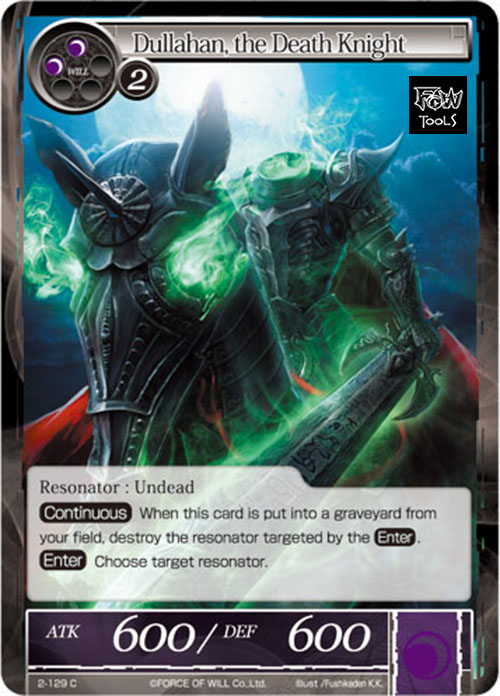 Dullahan, the Death Knight
WILL
2
FOW
TOOLS
Resonator : Undead
Continuous When this card is put into a graveyard from
your field, destroy the resonator targeted by the Enter.
Enter Choose target resonator.
ATK 600 / DEF 600
2-129 C ©FORCE OF WILL Co.,Ltd. Illust /Fushkaden K.K.